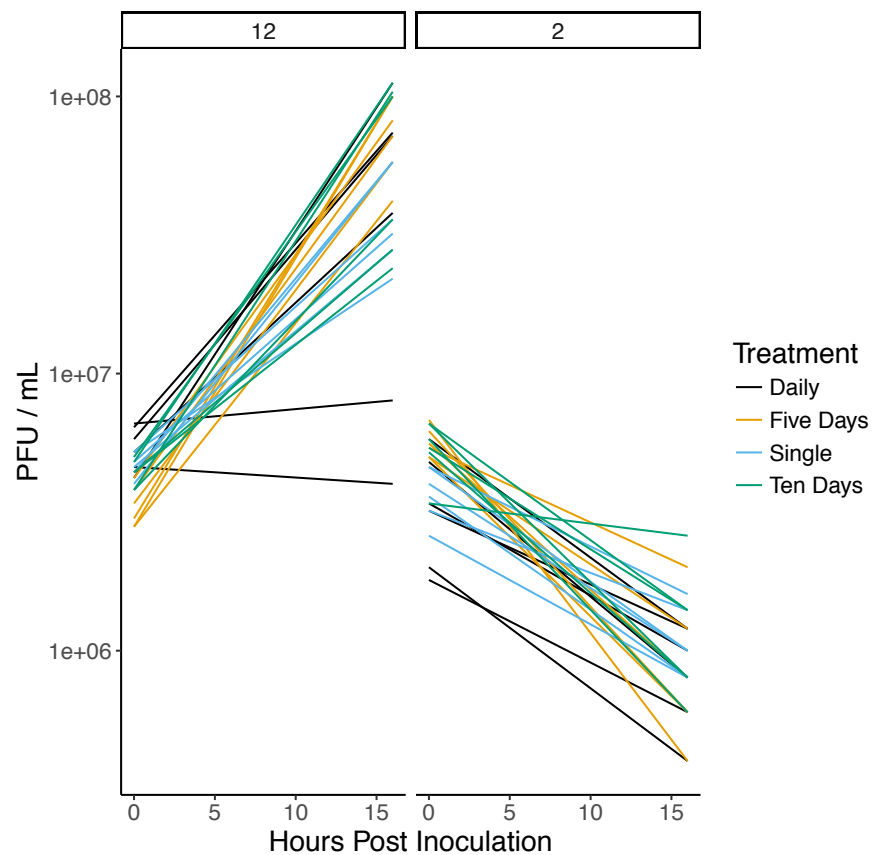 12
2
1e+08
1e+07
1e+06
PFU / mL
0
5
10
15
0
5
10
15
Hours Post Inoculation
Treatment
Daily
Five Days
Single
Ten Days